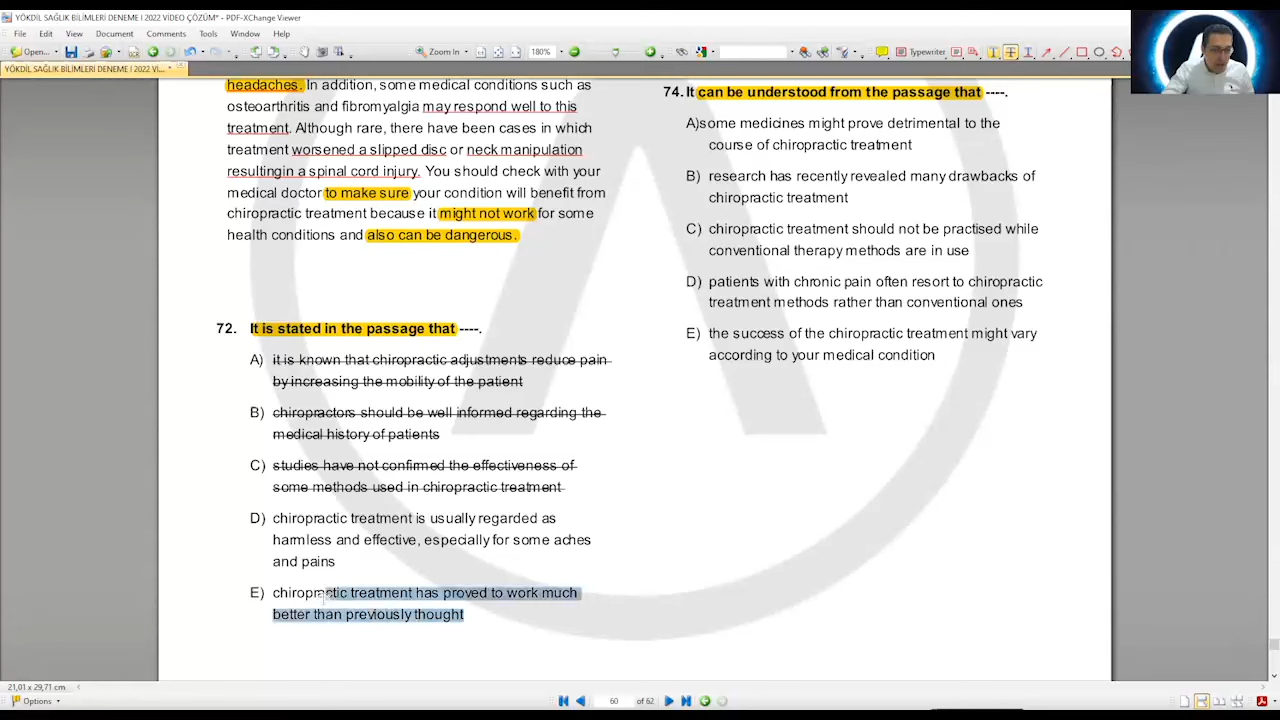 YÖKDİL SAĞLIK BİLİMLERİ DENEME I 2022 VİDEO ÇÖZÜM* - PDF-XChange Viewer
File Edit View Document Comments Tools Window Help
Open... Zoom In 180% Typewriter
YÖKDİL SAĞLIK BİLİMLERİ DENEME I 2022 Vİ... *
headaches. In addition, some medical conditions such as
osteoarthritis and fibromyalgia may respond well to this
treatment. Although rare, there have been cases in which
treatment worsened a slipped disc or neck manipulation
resultingin a spinal cord injury. You should check with your
medical doctor to make sure your condition will benefit from
chiropractic treatment because it might not work for some
health conditions and also can be dangerous.
72. It is stated in the passage that ----.
A) it is known that chiropractic adjustments reduce pain
by increasing the mobility of the patient
B) chiropractors should be well informed regarding the
medical history of patients
C) studies have not confirmed the effectiveness of
some methods used in chiropractic treatment
D) chiropractic treatment is usually regarded as
harmless and effective, especially for some aches
and pains
E) chiropractic treatment has proved to work much
better than previously thought
74. It can be understood from the passage that ----.
A)some medicines might prove detrimental to the
course of chiropractic treatment
B) research has recently revealed many drawbacks of
chiropractic treatment
C) chiropractic treatment should not be practised while
conventional therapy methods are in use
D) patients with chronic pain often resort to chiropractic
treatment methods rather than conventional ones
E) the success of the chiropractic treatment might vary
according to your medical condition
21,01 x 29,71 cm
Options 60 of 62